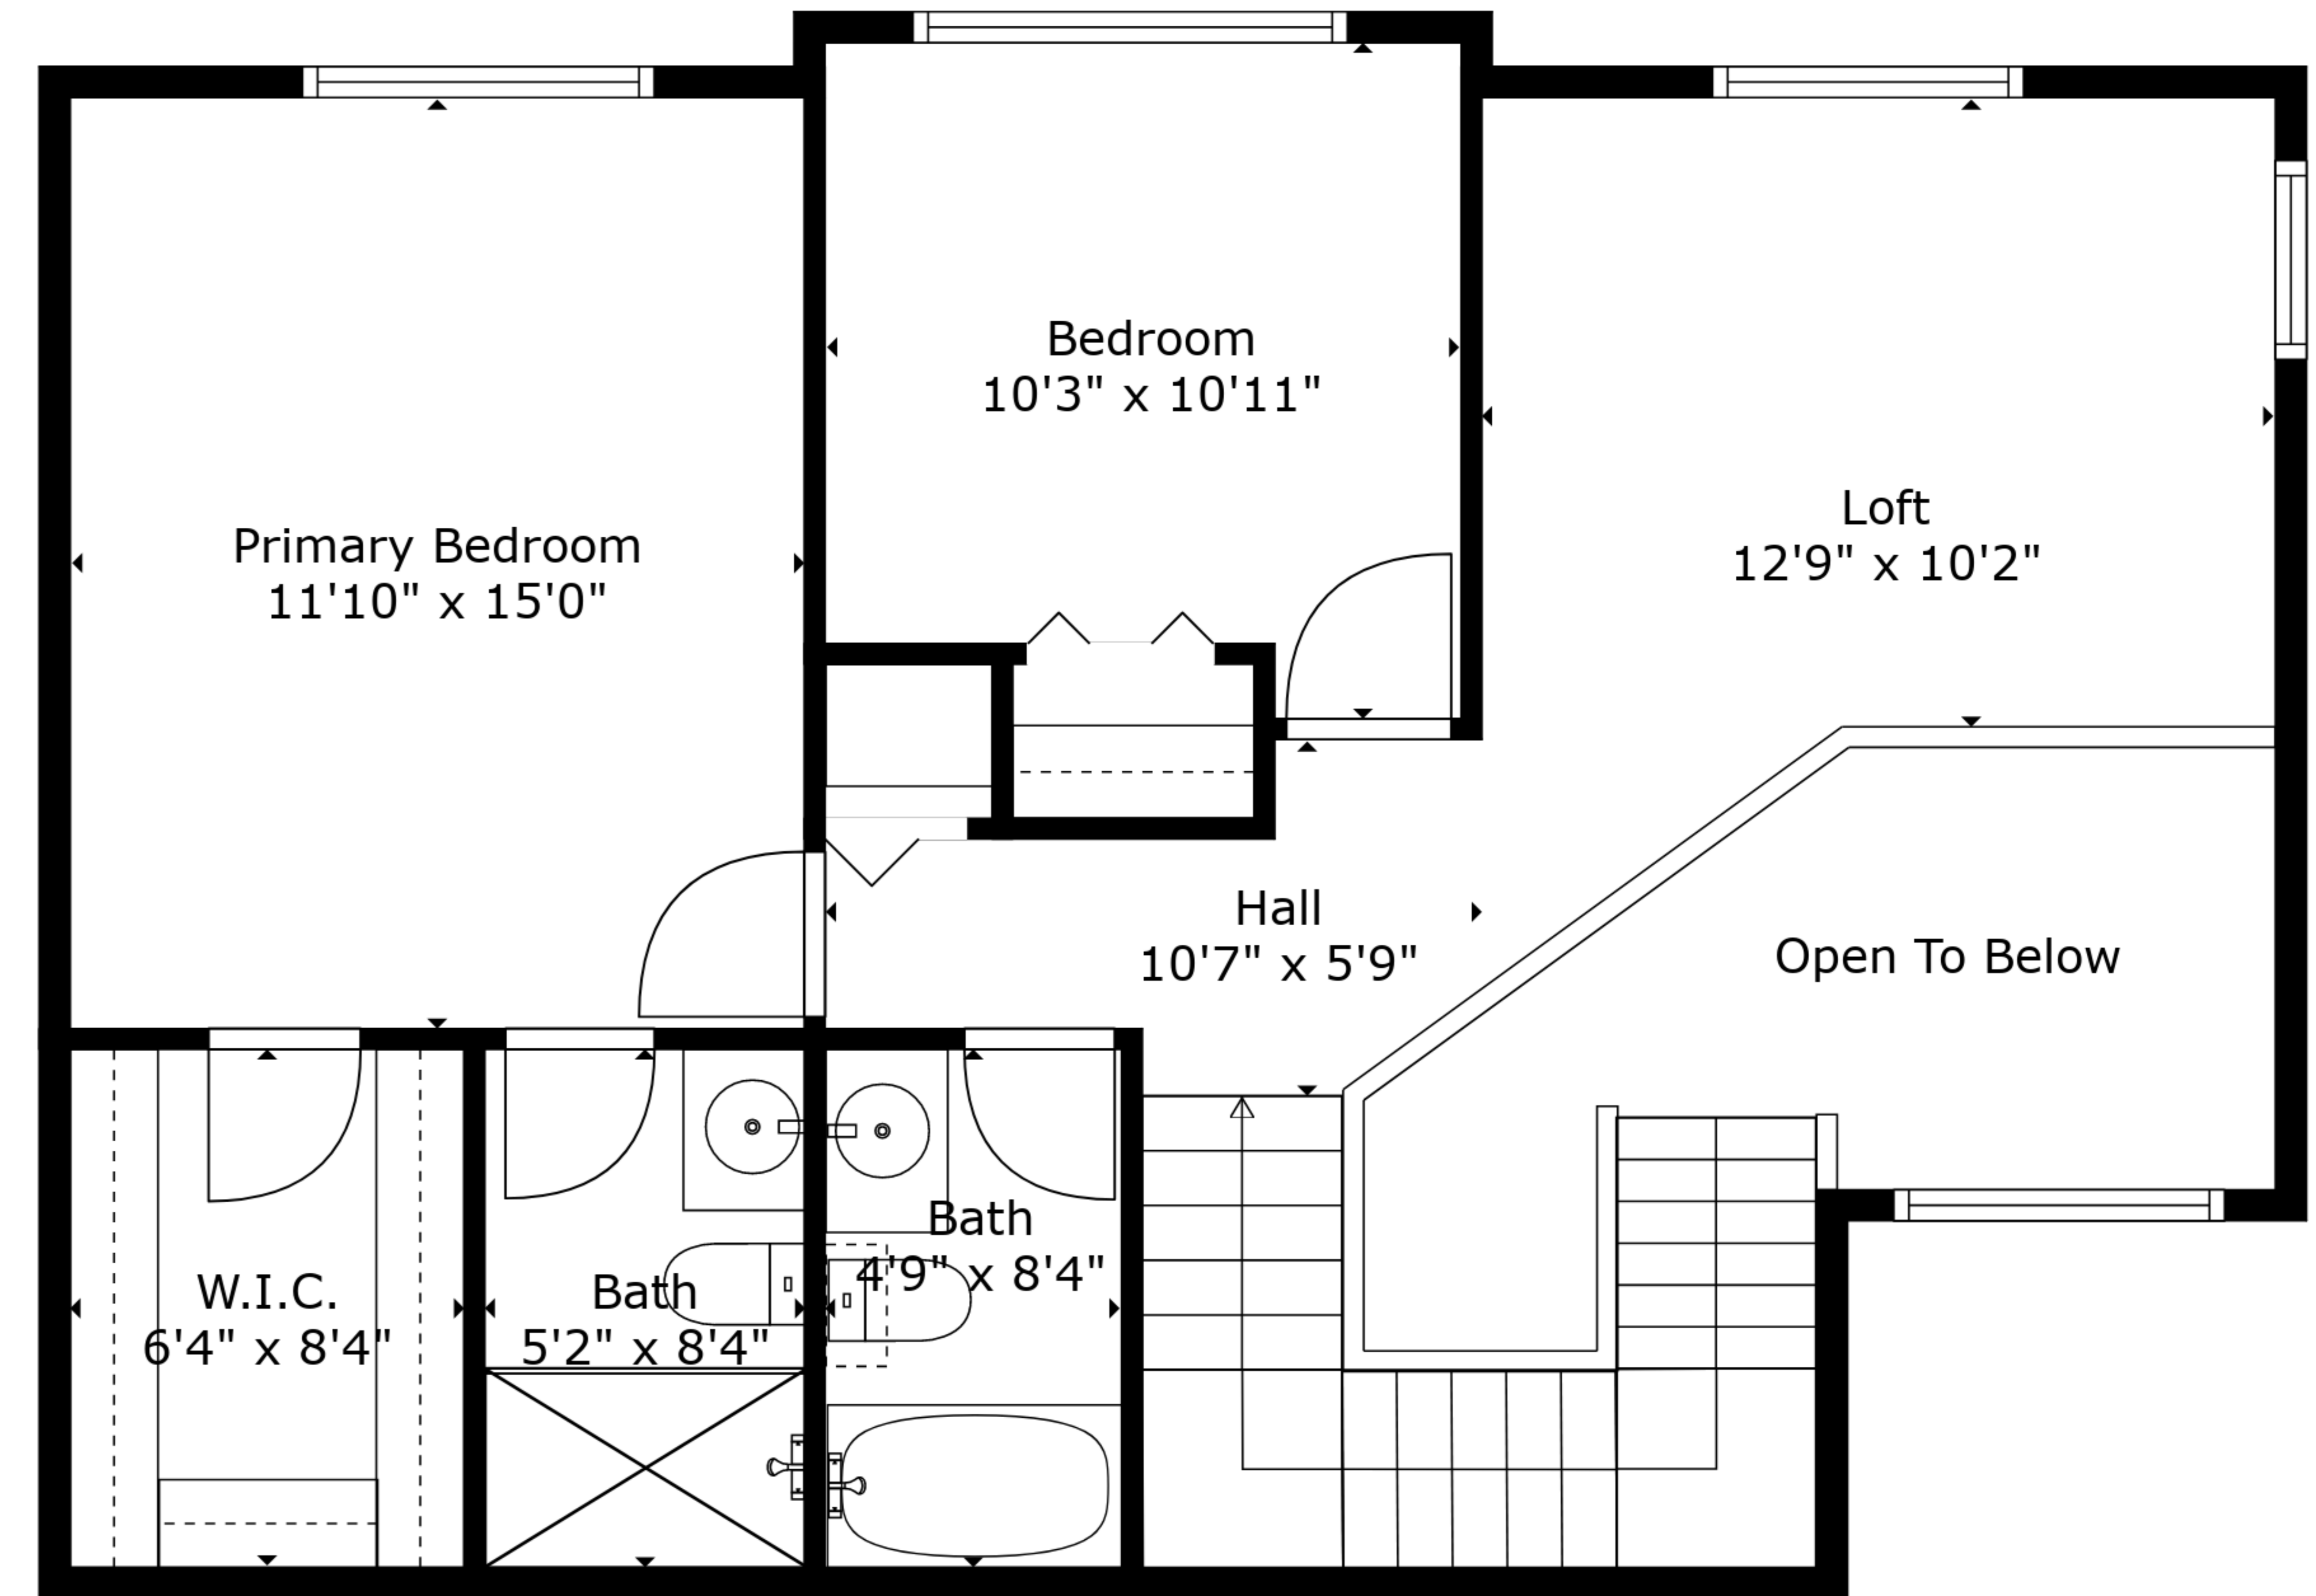 Bedroom
10'3" x 10'11"
Loft
12'9" x 10'2"
Primary Bedroom
11'10" x 15'0"
Hall
10'7" x 5'9"
Open To Below
Bath
4'9" x 8'4"
W.I.C.
6'4" x 8'4"
Bath
5'2" x 8'4"